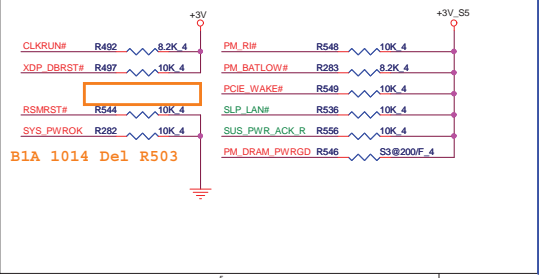 +3V
CLKRUN# R492 8.2K_4
XDP_DBRST# R497 10K_4
RSMRST# R544 10K_4
SYS_PWROK R282 10K_4
B1A 1014 Del R503
+3V_S5
PM_RI# R548 10K_4
PM_BATLOW# R283 8.2K_4
PCIE_WAKE# R549 10K_4
SLP_LAN# R536 10K_4
SUS_PWR_ACK_R R556 10K_4
PM_DRAM_PWRGD R546 S3@200/F_4